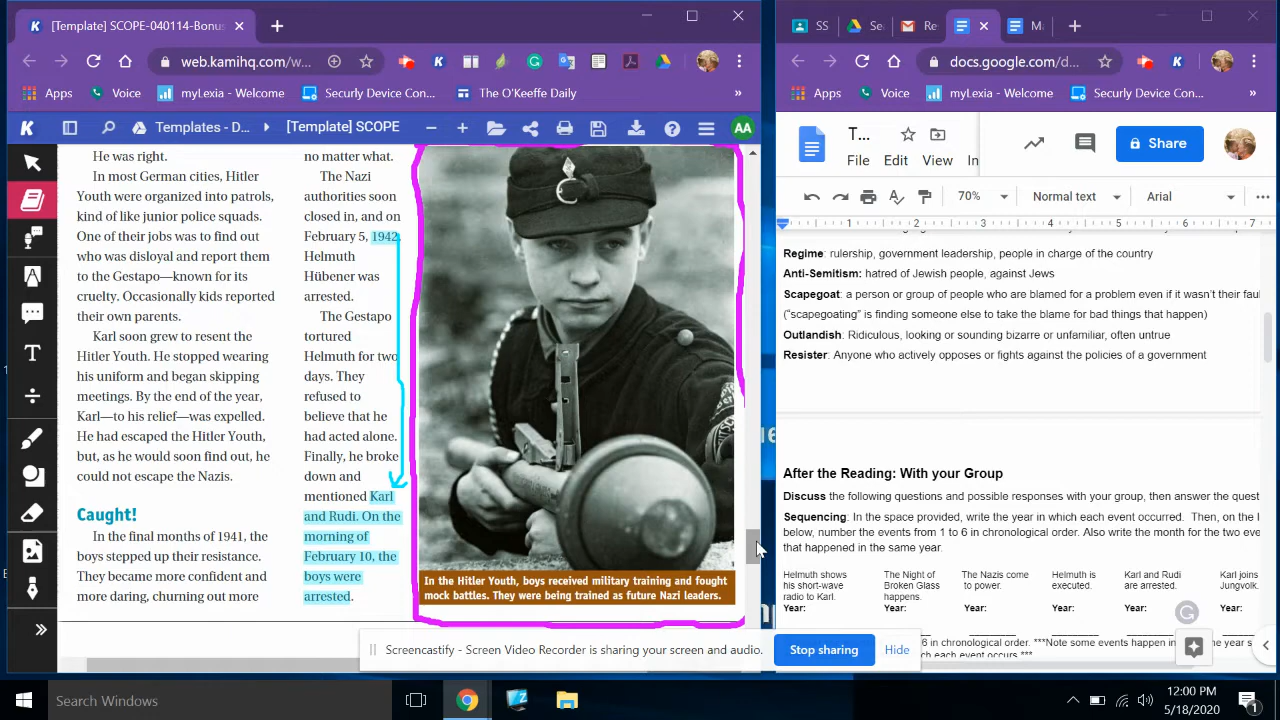 [Template] SCOPE-040114-Bonus
web.kamihq.com/w...
Apps
Voice
myLexia - Welcome
Securly Device Con...
The O'Keeffe Daily
»
Templates - D...
[Template] SCOPE
AA
He was right.
In most German cities, Hitler
Youth were organized into patrols,
kind of like junior police squads.
One of their jobs was to find out
who was disloyal and report them
to the Gestapo—known for its
cruelty. Occasionally kids reported
their own parents.
Karl soon grew to resent the
Hitler Youth. He stopped wearing
his uniform and began skipping
meetings. By the end of the year,
Karl—to his relief—was expelled.
He had escaped the Hitler Youth,
but, as he would soon find out, he
could not escape the Nazis.
Caught!
In the final months of 1941, the
boys stepped up their resistance.
They became more confident and
more daring, churning out more
no matter what.
The Nazi
authorities soon
closed in, and on
February 5, 1942,
Helmuth
Hübener was
arrested.
The Gestapo
tortured
Helmuth for two
days. They
refused to
believe that he
had acted alone.
Finally, he broke
down and
mentioned Karl
and Rudi. On the
morning of
February 10, the
boys were
arrested.
In the Hitler Youth, boys received military training and fought
mock battles. They were being trained as future Nazi leaders.
SS
Se
Re
M
docs.google.com/d...
Apps
Voice
myLexia - Welcome
Securly Device Con...
»
T...
File Edit View In
Share
70%
Normal text
Arial
1 2 3 4 5 6 7
Regime: rulership, government leadership, people in charge of the country
Anti-Semitism: hatred of Jewish people, against Jews
Scapegoat: a person or group of people who are blamed for a problem even if it wasn't their faul
("scapegoating" is finding someone else to take the blame for bad things that happen)
Outlandish: Ridiculous, looking or sounding bizarre or unfamiliar, often untrue
Resister: Anyone who actively opposes or fights against the policies of a government
After the Reading: With your Group
Discuss the following questions and possible responses with your group, then answer the quest
Sequencing: In the space provided, write the year in which each event occurred. Then, on the l
below, number the events from 1 to 6 in chronological order. Also write the month for the two eve
that happened in the same year.
Helmuth shows
his short-wave
radio to Karl.
Year:
The Night of
Broken Glass
happens.
Year:
The Nazis come
to power.
Year:
Helmuth is
executed.
Year:
Karl and Rudi
are arrested.
Year:
Karl joins
Jungvolk.
Year:
6 in chronological order. ***Note some events happen in the year s
ch each event occurs.***
Screencastify - Screen Video Recorder is sharing your screen and audio.
Stop sharing
Hide
Search Windows
12:00 PM
5/18/2020
1